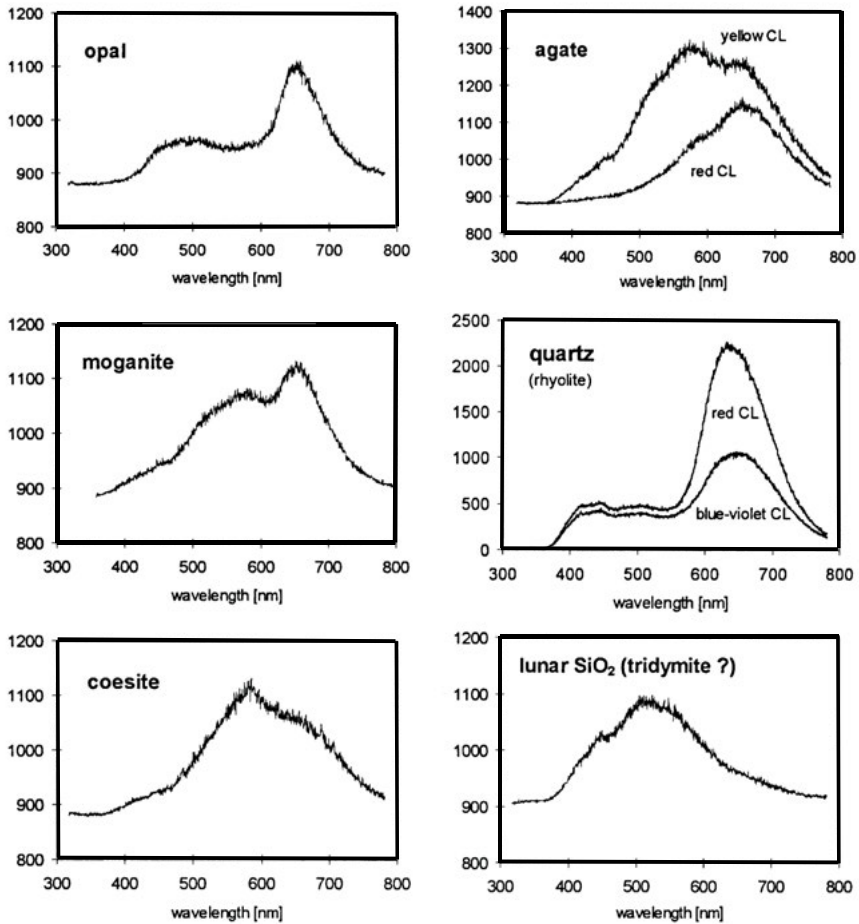 opal
1200
1100
1000
900
800
300 400 500 600 700 800
wavelength [nm]
agate
yellow CL
red CL
1400
1300
1200
1100
1000
900
800
300 400 500 600 700 800
wavelength [nm]
moganite
1200
1100
1000
900
800
300 400 500 600 700 800
wavelength [nm]
quartz
(rhyolite)
red CL
blue-violet CL
2500
2000
1500
1000
500
0
300 400 500 600 700 800
wavelength [nm]
coesite
1200
1100
1000
900
800
300 400 500 600 700 800
wavelength [nm]
lunar SiO₂ (tridymite ?)
1200
1100
1000
900
800
300 400 500 600 700 800
wavelength [nm]